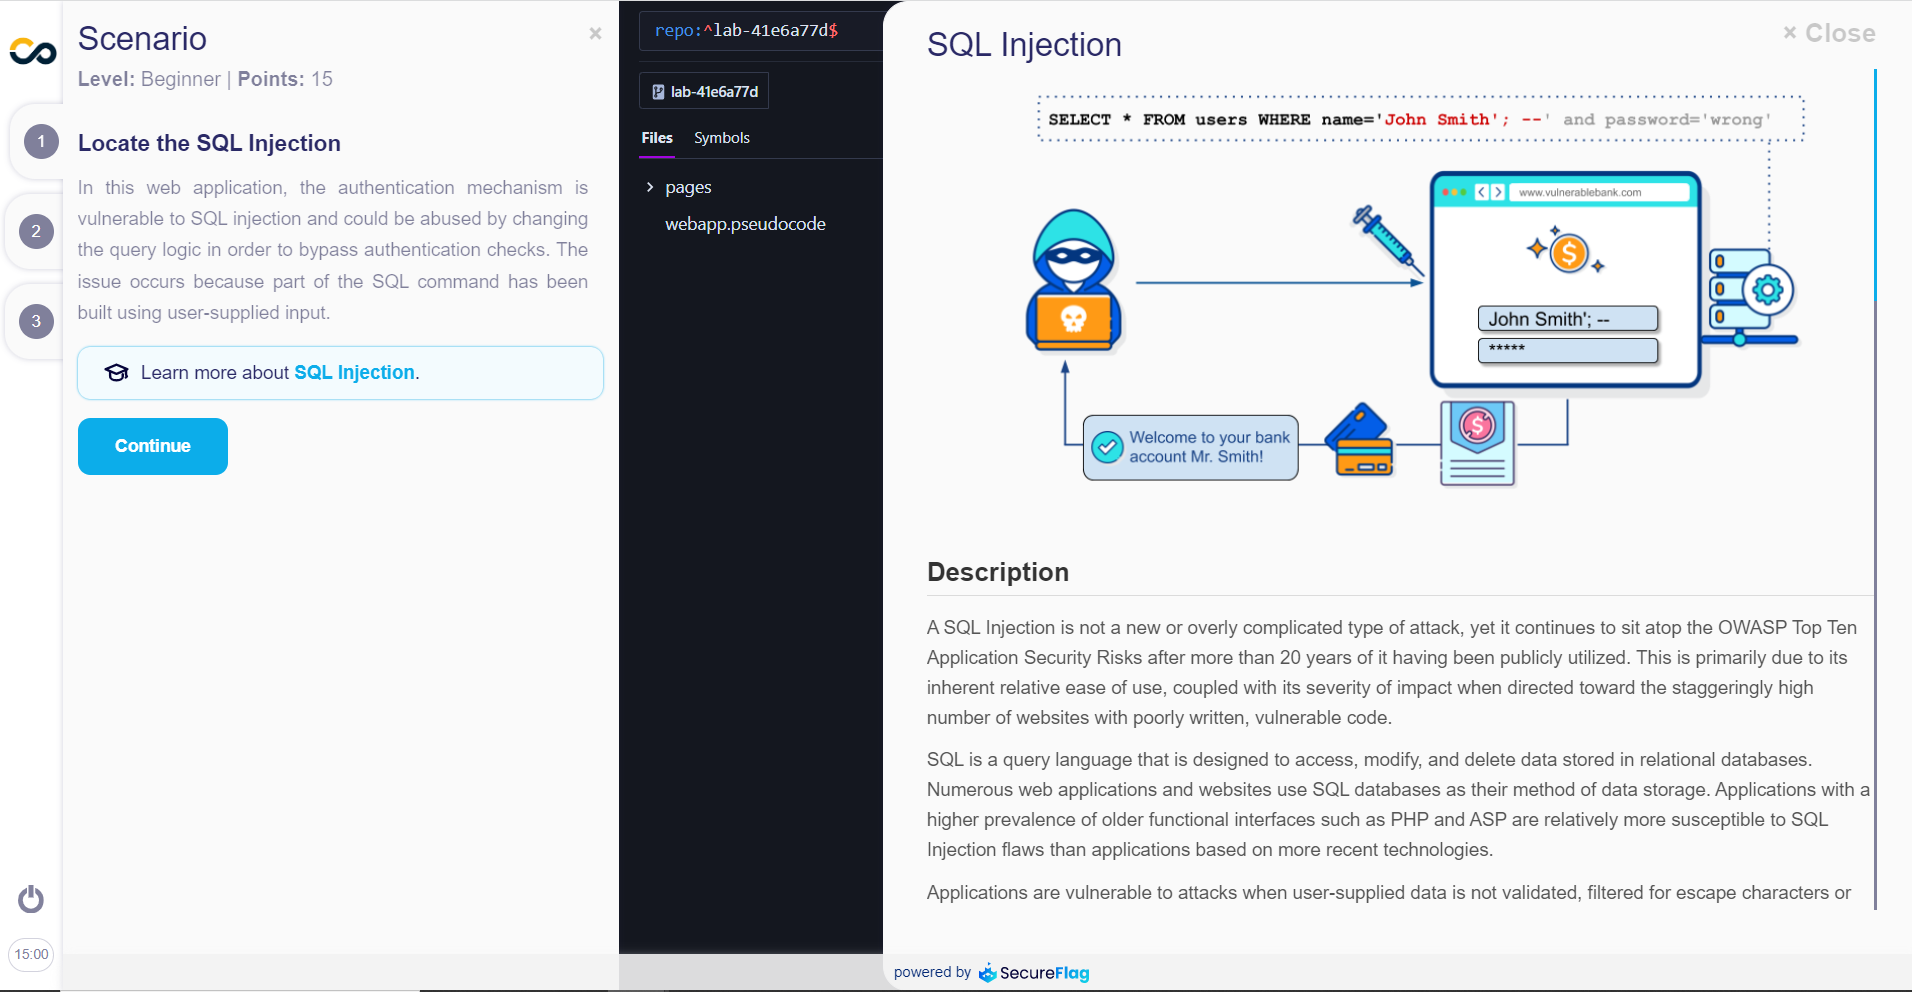 Scenario
×
Level: Beginner | Points: 15
1
2
3
Locate the SQL Injection
In this web application, the authentication mechanism is
vulnerable to SQL injection and could be abused by changing
the query logic in order to bypass authentication checks. The
issue occurs because part of the SQL command has been
built using user-supplied input.
Learn more about SQL Injection.
Continue
15:00
repo:^lab-41e6a77d$
lab-41e6a77d
Files Symbols
pages
webapp.pseudocode
SQL Injection
× Close
SELECT * FROM users WHERE name='John Smith'; --' and password='wrong'
www.vulnerablebank.com
John Smith'; --
*****
Welcome to your bank
account Mr. Smith!
Description
A SQL Injection is not a new or overly complicated type of attack, yet it continues to sit atop the OWASP Top Ten
Application Security Risks after more than 20 years of it having been publicly utilized. This is primarily due to its
inherent relative ease of use, coupled with its severity of impact when directed toward the staggeringly high
number of websites with poorly written, vulnerable code.
SQL is a query language that is designed to access, modify, and delete data stored in relational databases.
Numerous web applications and websites use SQL databases as their method of data storage. Applications with a
higher prevalence of older functional interfaces such as PHP and ASP are relatively more susceptible to SQL
Injection flaws than applications based on more recent technologies.
Applications are vulnerable to attacks when user-supplied data is not validated, filtered for escape characters or
powered by SecureFlag